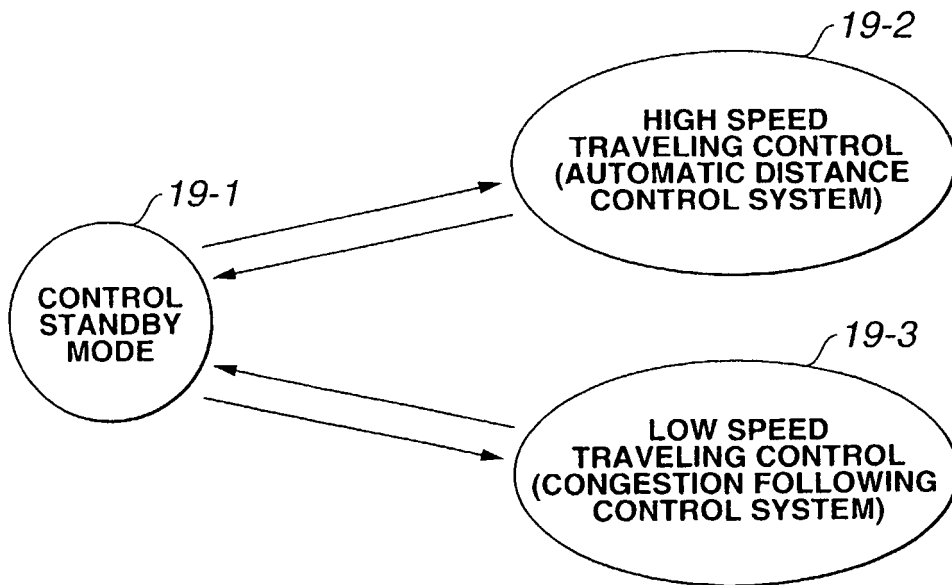 19-2
HIGH SPEED
TRAVELING CONTROL
(AUTOMATIC DISTANCE
CONTROL SYSTEM)
19-1
CONTROL
STANDBY
MODE
19-3
LOW SPEED
TRAVELING CONTROL
(CONGESTION FOLLOWING
CONTROL SYSTEM)